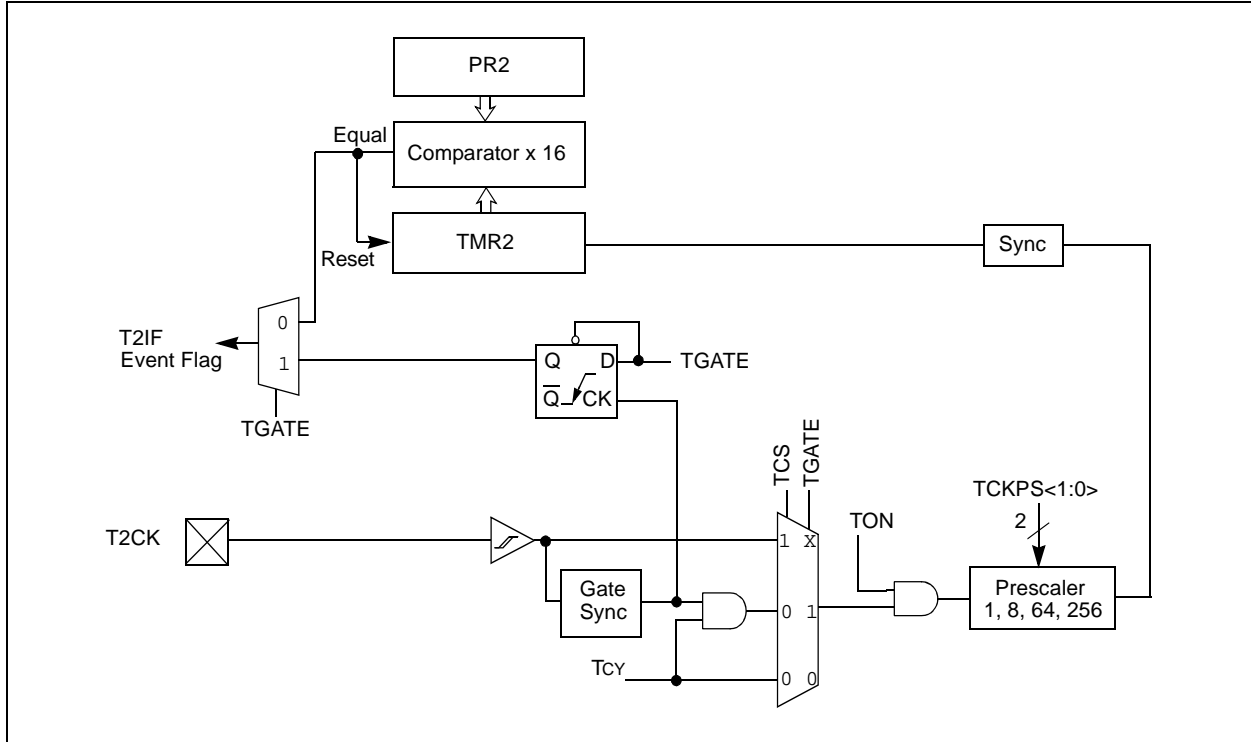 PR2
Equal
Comparator x 16
Reset
TMR2
Sync
0
T2IF
Event Flag
1
Q
D
TGATE
Q̅
CK
TGATE
TCS
TGATE
TCKPS<1:0>
2
TON
T2CK
1 X
Gate
Sync
0 1
Prescaler
1, 8, 64, 256
TCY
0 0